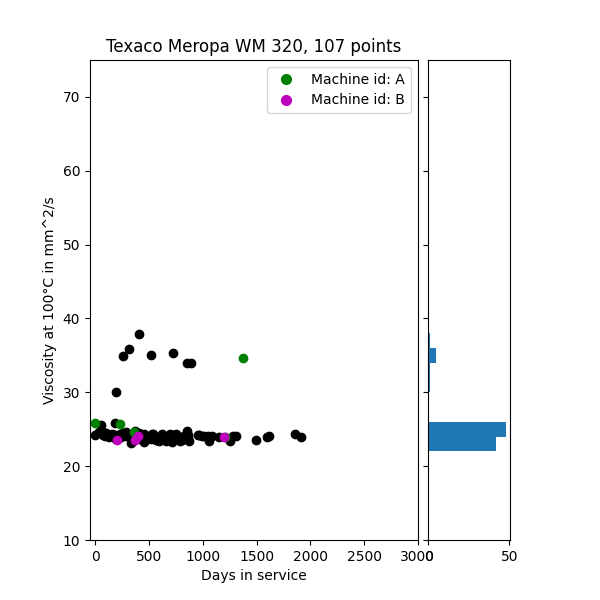 Texaco Meropa WM 320, 107 points
Machine id: A
Machine id: B
70
60
50
40
30
20
10
Viscosity at 100°C in mm^2/s
0 500 1000 1500 2000 2500 3000
0 50
Days in service